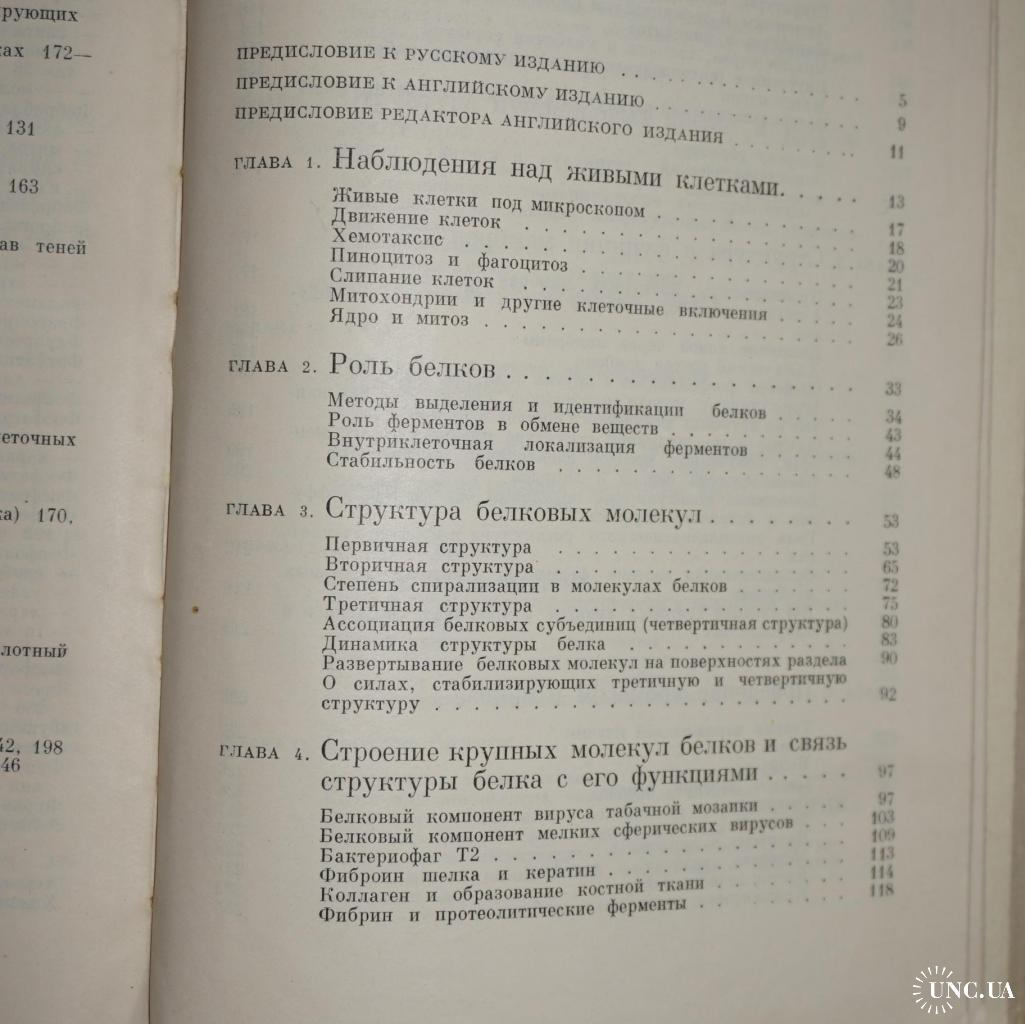 рующих
ах 172—
131
163
ав теней
еточных
а) 170,
лотный
42, 198
46
ПРЕДИСЛОВИЕ К РУССКОМУ ИЗДАНИЮ . . . . . . . . . . 5
ПРЕДИСЛОВИЕ К АНГЛИЙСКОМУ ИЗДАНИЮ . . . . . . . . . 9
ПРЕДИСЛОВИЕ РЕДАКТОРА АНГЛИЙСКОГО ИЗДАНИЯ . . . . . . 11
ГЛАВА 1. Наблюдения над живыми клетками. . . . . 13
Живые клетки под микроскопом . . . . . . . . . 17
Движение клеток . . . . . . . . . . . . . . 18
Хемотаксис . . . . . . . . . . . . . . . . 20
Пиноцитоз и фагоцитоз . . . . . . . . . . . . 21
Слипание клеток . . . . . . . . . . . . . . 23
Митохондрии и другие клеточные включения . . . . . 24
Ядро и митоз . . . . . . . . . . . . . . . 26
ГЛАВА 2. Роль белков . . . . . . . . . . . . . 33
Методы выделения и идентификации белков . . . . . 34
Роль ферментов в обмене веществ . . . . . . . . 43
Внутриклеточная локализация ферментов . . . . . . 44
Стабильность белков . . . . . . . . . . . . . 48
ГЛАВА 3. Структура белковых молекул . . . . . . . . 53
Первичная структура . . . . . . . . . . . . . 53
Вторичная структура . . . . . . . . . . . . . 65
Степень спирализации в молекулах белков . . . . . . 72
Третичная структура . . . . . . . . . . . . . 75
Ассоциация белковых субъединиц (четвертичная структура) 80
Динамика структуры белка . . . . . . . . . . 83
Развертывание белковых молекул на поверхностях раздела 90
О силах, стабилизирующих третичную и четвертичную
структуру . . . . . . . . . . . . . . . . . 92
ГЛАВА 4. Строение крупных молекул белков и связь
структуры белка с его функциями . . . . . 97
Белковый компонент вируса табачной мозаики . . . . . 97
Белковый компонент мелких сферических вирусов . . . 103
Бактериофаг Т2 . . . . . . . . . . . . . . . 109
Фиброин шелка и кератин . . . . . . . . . . . 113
Коллаген и образование костной ткани . . . . . . . 114
Фибрин и протеолитические ферменты . . . . . . . 118
UNC.UA